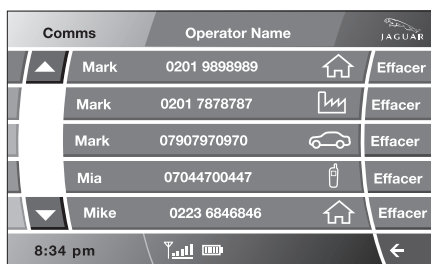 Comms Operator Name JAGUAR
Mark 0201 9898989 Effacer
Mark 0201 7878787 Effacer
Mark 07907970970 Effacer
Mia 07044700447 Effacer
Mike 0223 6846846 Effacer
8:34 pm